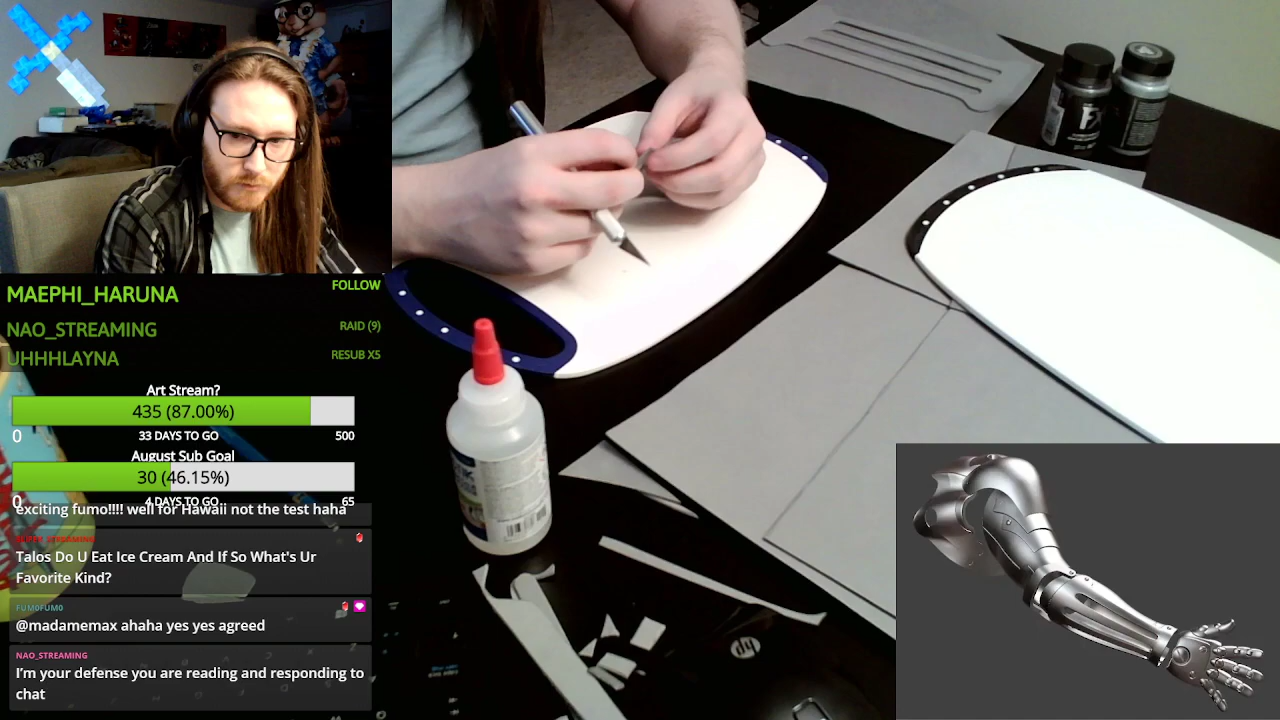 MAEPHI_HARUNA FOLLOW
NAO_STREAMING RAID (9)
UHHHLAYNA RESUB X5
Art Stream?
435 (87.00%)
0 33 DAYS TO GO 500
August Sub Goal
30 (46.15%)
0 4 DAYS TO GO 65
exciting fumo!!!! well for Hawaii not the test haha
Talos Do U Eat Ice Cream And If So What's Ur
Favorite Kind?
FUM0FUM0
@madamemax ahaha yes yes agreed
NAO_STREAMING
I'm your defense you are reading and responding to
chat
hp